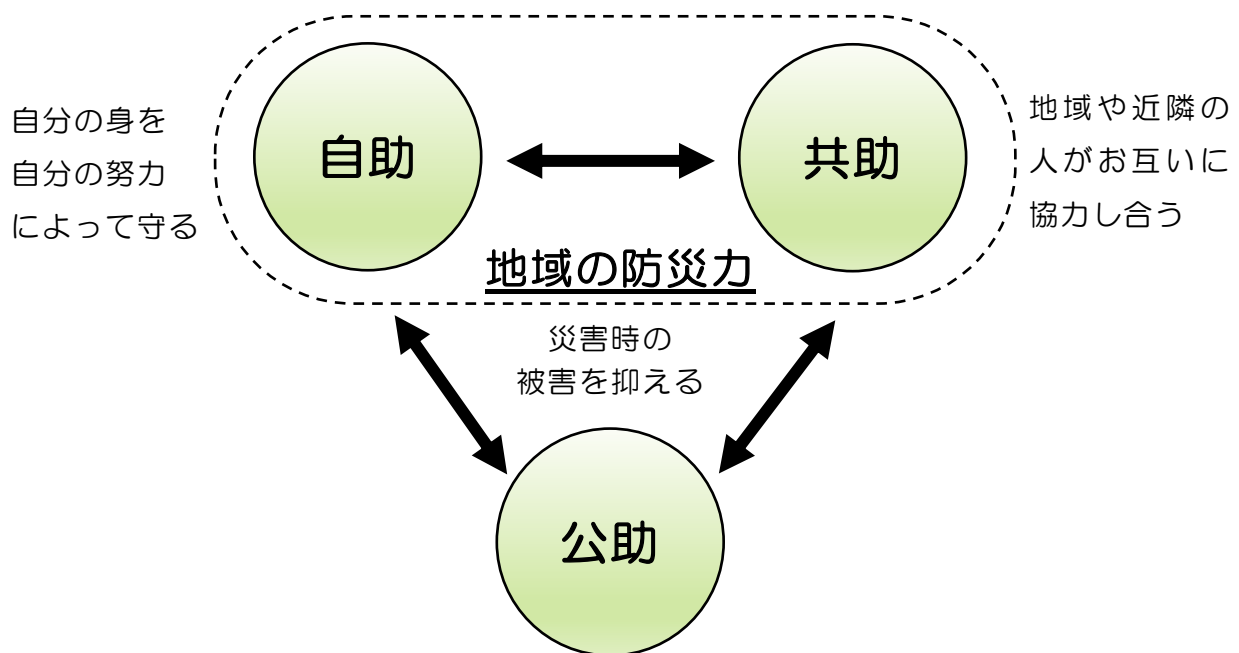 自分の身を
自分の努力
によって守る
自助
共助
地域や近隣の
人がお互いに
協力し合う
地域の防災力
災害時の
被害を抑える
公助